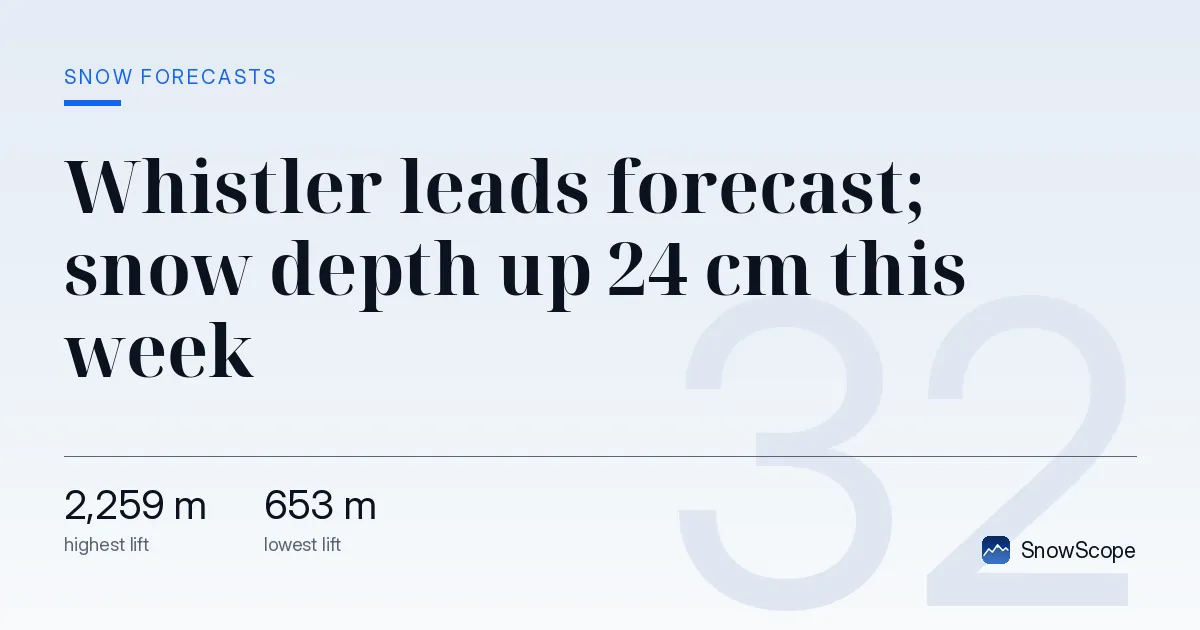 SNOW FORECASTS
Whistler leads forecast;
snow depth up 24 cm this
week
32
2,259 m
653 m
highest lift
lowest lift
SnowScope